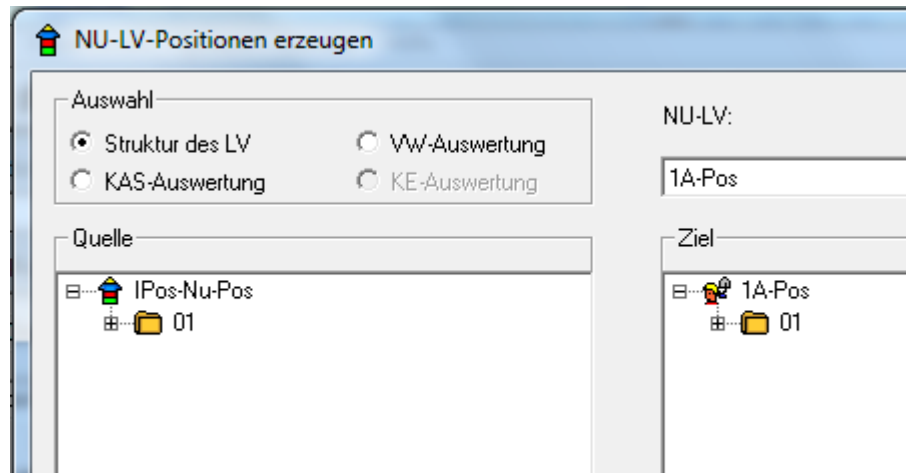 NU-LV-Positionen erzeugen
Auswahl
Struktur des LV
VW-Auswertung
KAS-Auswertung
KE-Auswertung
NU-LV:
1A-Pos
Quelle
IPos-Nu-Pos
01
Ziel
1A-Pos
01